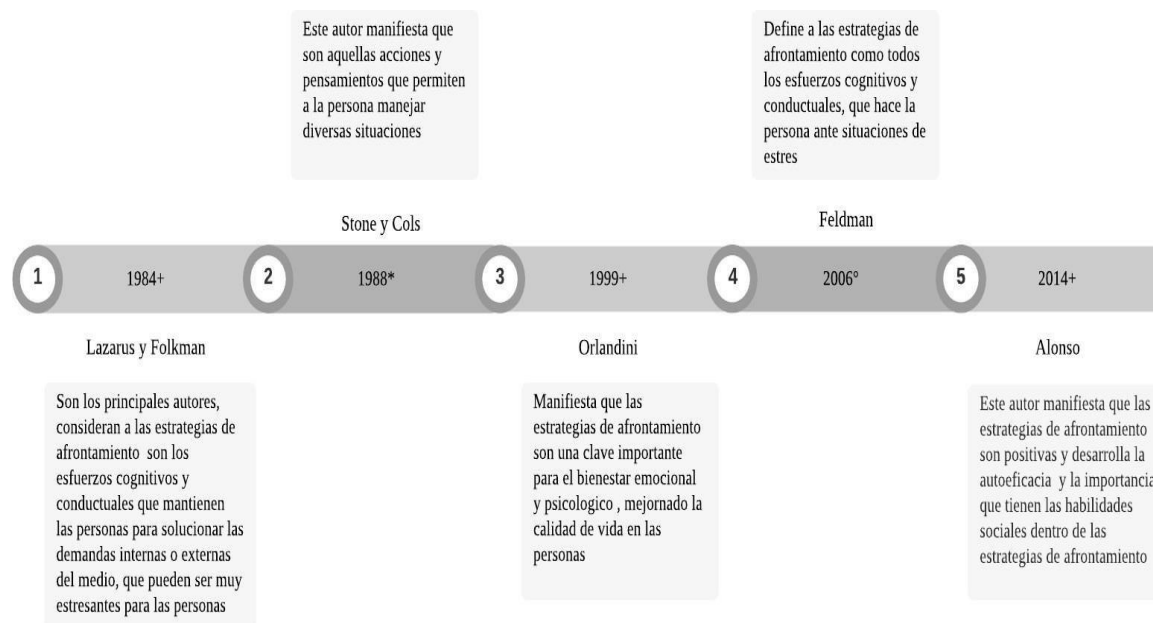 Este autor manifiesta que
son aquellas acciones y
pensamientos que permiten
a la persona manejar
diversas situaciones
Define a las estrategias de
afrontamiento como todos
los esfuerzos cognitivos y
conductuales, que hace la
persona ante situaciones de
estres
Stone y Cols
Feldman
1
1984+
2
1988*
3
1999+
4
2006°
5
2014+
Lazarus y Folkman
Orlandini
Alonso
Son los principales autores,
consideran a las estrategias de
afrontamiento son los
esfuerzos cognitivos y
conductuales que mantienen
las personas para solucionar las
demandas internas o externas
del medio, que pueden ser muy
estresantes para las personas
Manifiesta que las
estrategias de afrontamiento
son una clave importante
para el bienestar emocional
y psicologico , mejornado la
calidad de vida en las
personas
Este autor manifiesta que las
estrategias de afrontamiento
son positivas y desarrolla la
autoeficacia y la importancia
que tienen las habilidades
sociales dentro de las
estrategias de afrontamiento